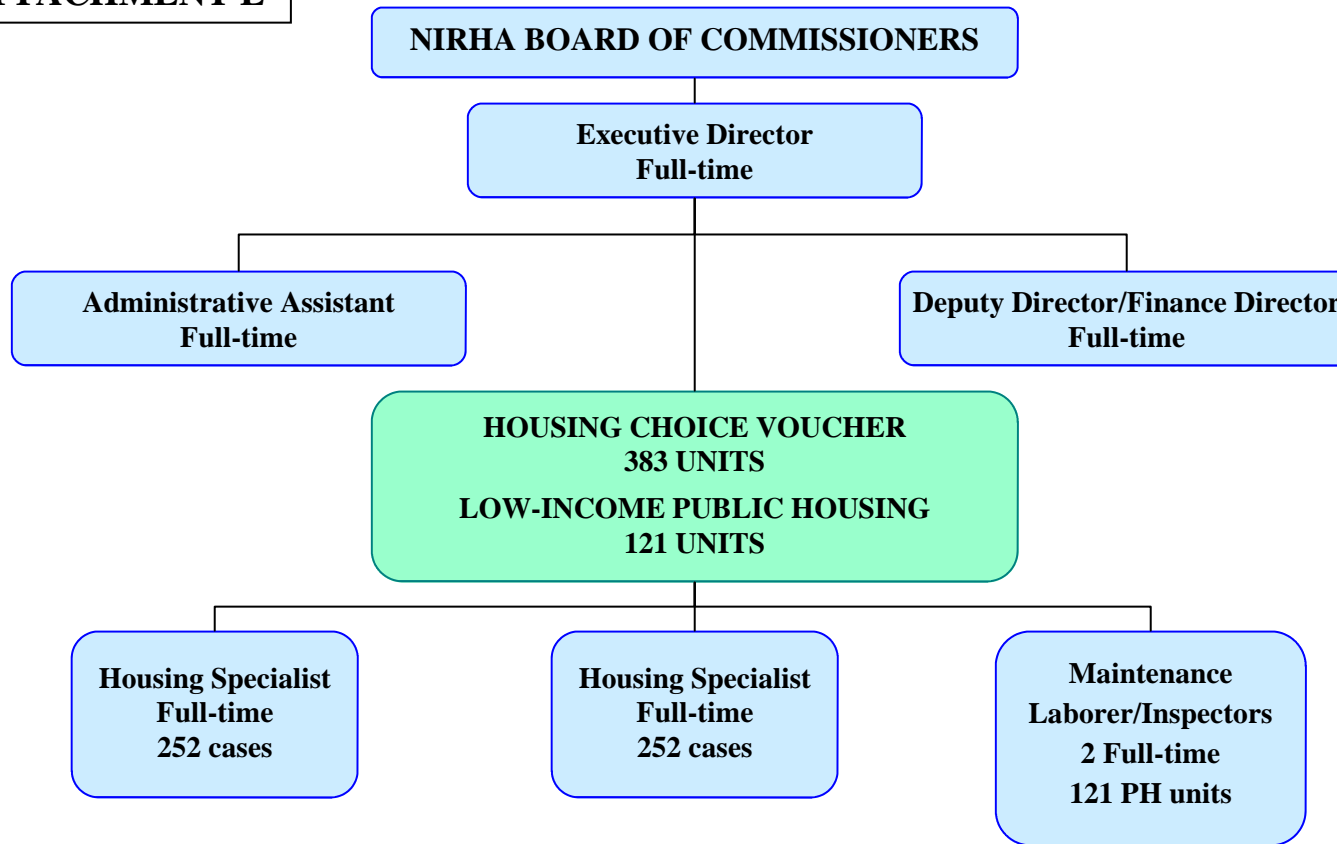 NIRHA BOARD OF COMMISSIONERS
Executive Director
Full-time
Administrative Assistant
Full-time
Deputy Director/Finance Director
Full-time
HOUSING CHOICE VOUCHER
383 UNITS
LOW-INCOME PUBLIC HOUSING
121 UNITS
Housing Specialist
Full-time
252 cases
Housing Specialist
Full-time
252 cases
Maintenance
Laborer/Inspectors
2 Full-time
121 PH units